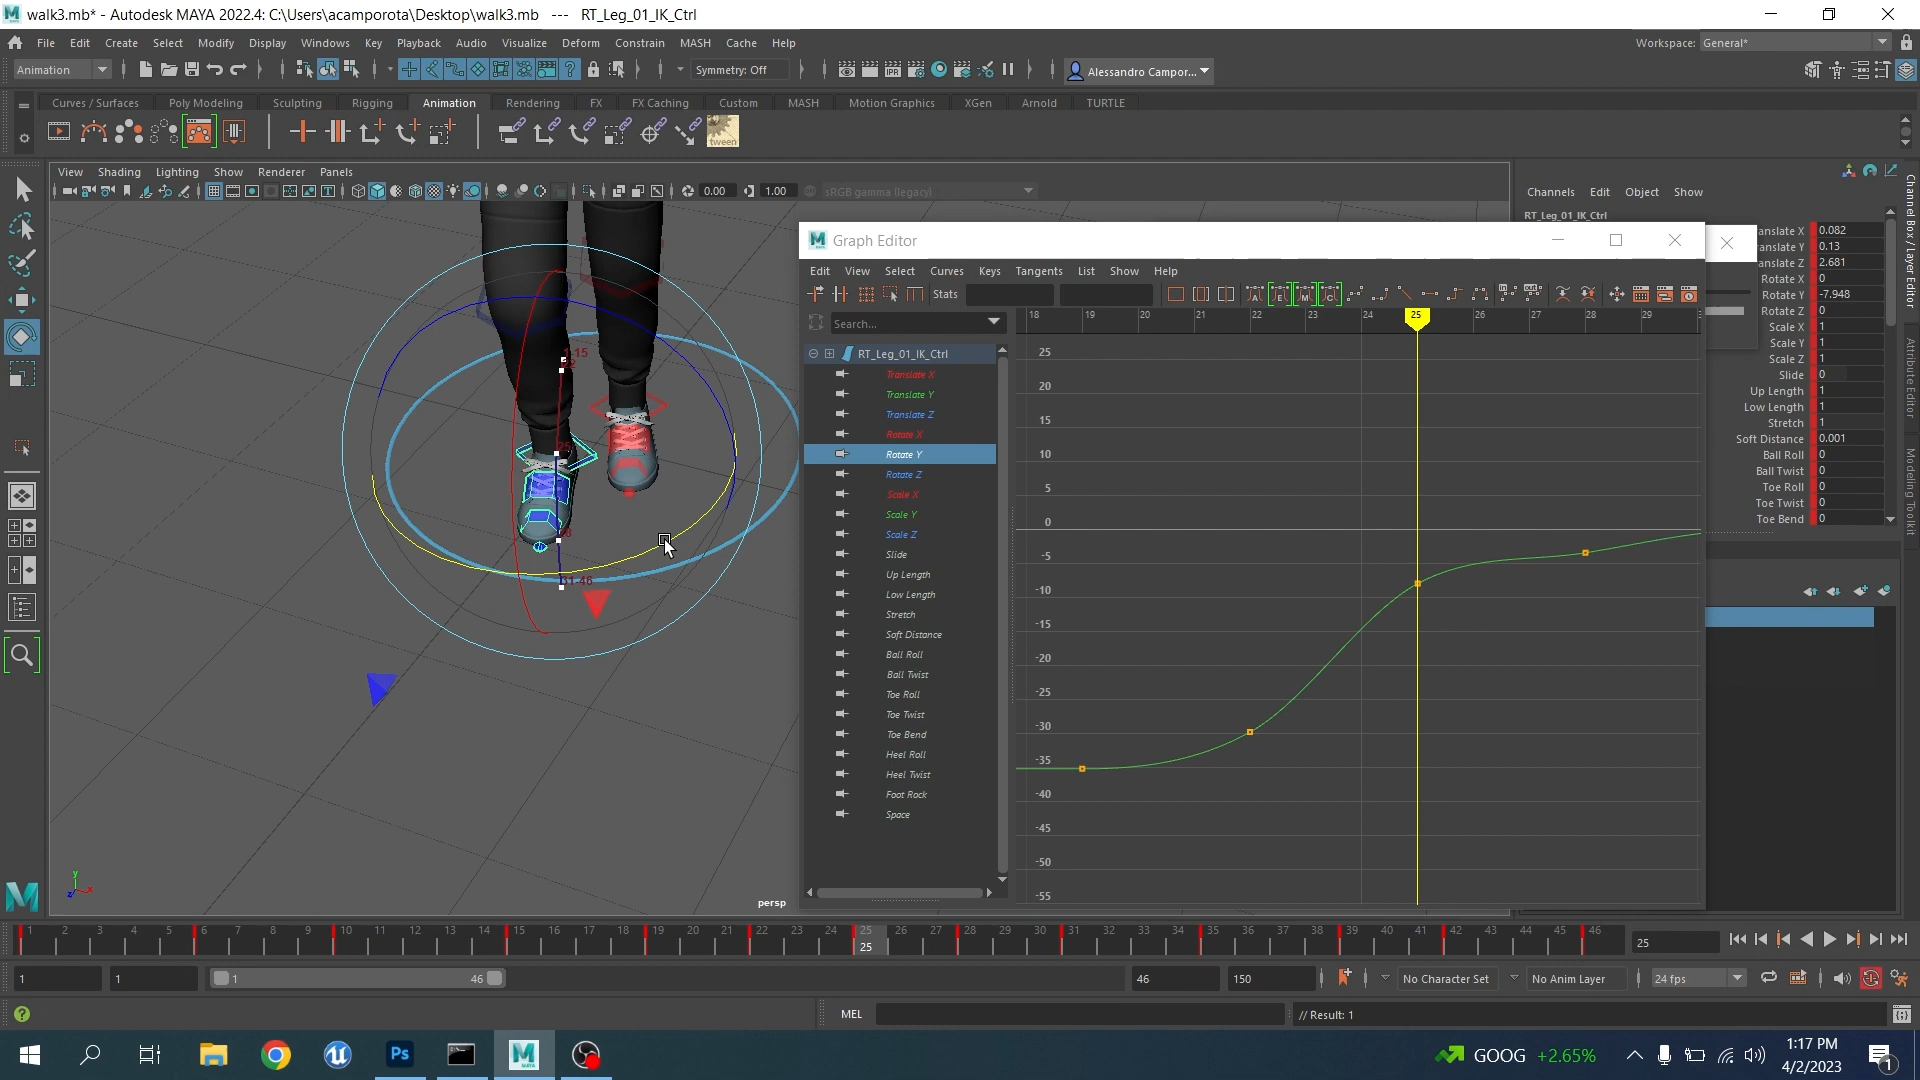 walk3.mb* - Autodesk MAYA 2022.4: C:\Users\acamporota\Desktop\walk3.mb --- RT_Leg_01_IK_Ctrl
File Edit Create Select Modify Display Windows Key Playback Audio Visualize Deform Constrain MASH Cache Help
Workspace: General*
Animation
Symmetry: Off
Alessandro Campor...
Curves / Surfaces Poly Modeling Sculpting Rigging Animation Rendering FX FX Caching Custom MASH Motion Graphics XGen Arnold TURTLE
tween
View Shading Lighting Show Renderer Panels
0.00 1.00 sRGB gamma (legacy)
Channels Edit Object Show
RT_Leg_01_IK_Ctrl
anslate X 0.082
anslate Y 0.13
anslate Z 2.681
Rotate X 0
Rotate Y -7.948
Rotate Z 0
Scale X 1
Scale Y 1
Scale Z 1
Slide 0
Up Length 1
Low Length 1
Stretch 1
Soft Distance 0.001
Ball Roll 0
Ball Twist 0
Toe Roll 0
Toe Twist 0
Toe Bend 0
Channel Box / Layer Editor
Attribute Editor
Modeling Toolkit
Graph Editor
Edit View Select Curves Keys Tangents List Show Help
Stats
Search...
18 19 20 21 22 23 24 25 26 27 28 29
RT_Leg_01_IK_Ctrl
Translate X
Translate Y
Translate Z
Rotate X
Rotate Y
Rotate Z
Scale X
Scale Y
Scale Z
Slide
Up Length
Low Length
Stretch
Soft Distance
Ball Roll
Ball Twist
Toe Roll
Toe Twist
Toe Bend
Heel Roll
Heel Twist
Foot Rock
Space
25
20
15
10
5
0
-5
-10
-15
-20
-25
-30
-35
-40
-45
-50
-55
persp
1 2 3 4 5 6 7 8 9 10 11 12 13 14 15 16 17 18 19 20 21 22 23 24 25 26 27 28 29 30 31 32 33 34 35 36 37 38 39 40 41 42 43 44 45 46
25
25
1 1 1 46 46 150 No Character Set No Anim Layer 24 fps
MEL
// Result: 1
GOOG +2.65%
1:17 PM
4/2/2023
1